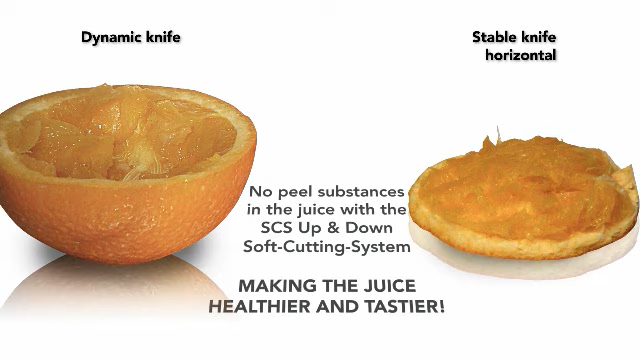 Dynamic knife
Stable knife
horizontal
No peel substances
in the juice with the
SCS Up & Down
Soft-Cutting-System
MAKING THE JUICE
HEALTHIER AND TASTIER!